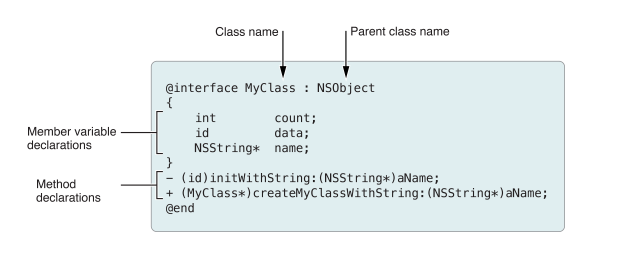 Class name
Parent class name
@interface MyClass : NSObject
{
int count;
id data;
NSString* name;
}
- (id)initWithString:(NSString*)aName;
+ (MyClass*)createMyClassWithString:(NSString*)aName;
@end
Member variable
declarations
Method
declarations